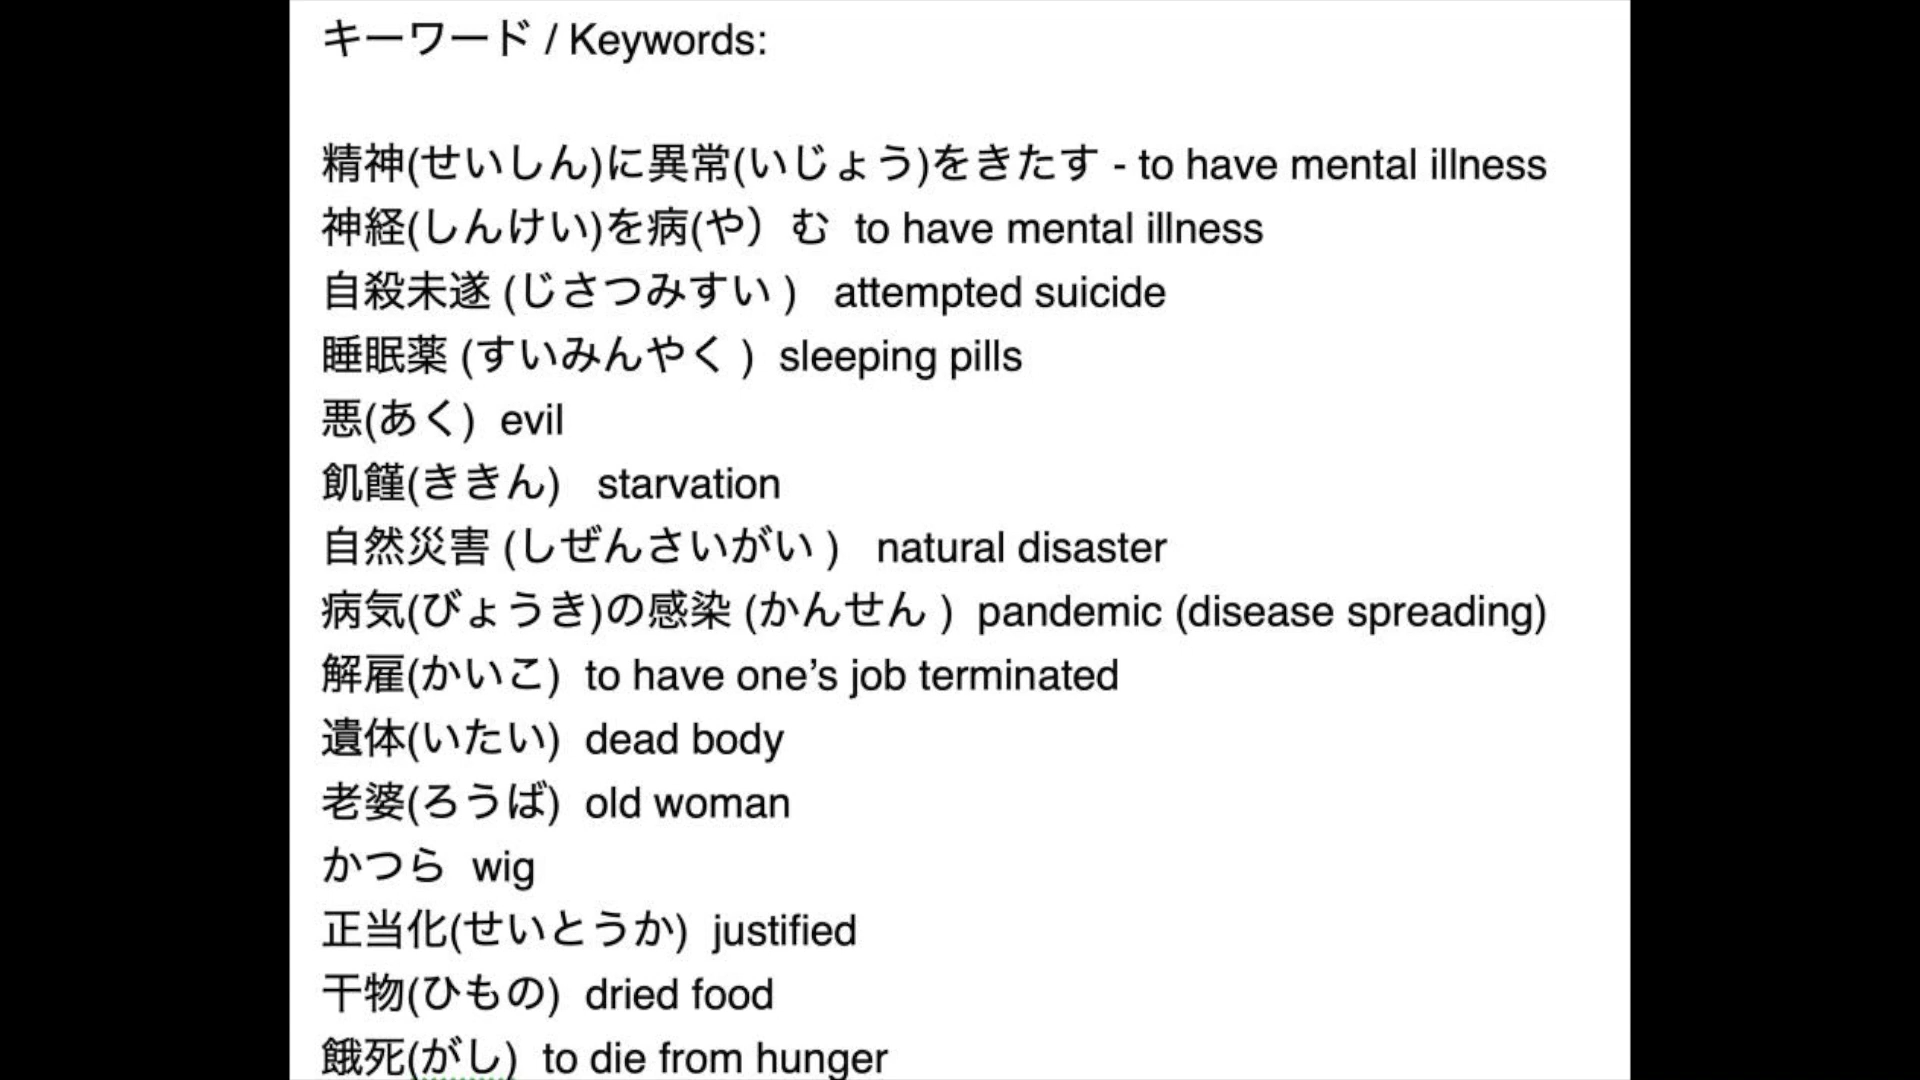 キーワード / Keywords:
精神(せいしん)に異常(いじょう)をきたす - to have mental illness
神経(しんけい)を病(や）む  to have mental illness
自殺未遂 (じさつみすい )   attempted suicide
睡眠薬 (すいみんやく )  sleeping pills
悪(あく)  evil
飢饉(ききん)   starvation
自然災害 (しぜんさいがい )   natural disaster
病気(びょうき)の感染 (かんせん )  pandemic (disease spreading)
解雇(かいこ)  to have one’s job terminated
遺体(いたい)  dead body
老婆(ろうば)  old woman
かつら  wig
正当化(せいとうか)  justified
干物(ひもの)  dried food
餓死(がし)  to die from hunger